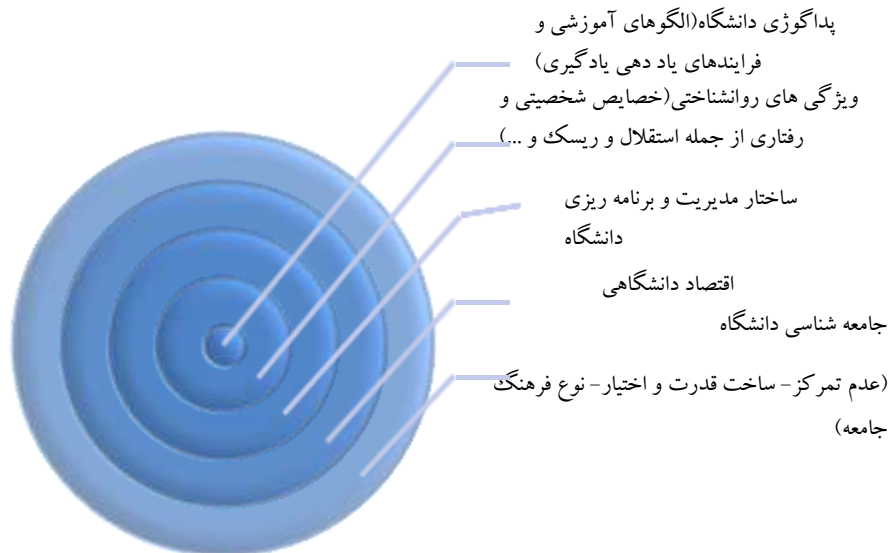 پداگوژی دانشگاه(الگوهای آموزشی و
فرایندهای یاد دهی یادگیری)
ویژگی های روانشناختی(خصایص شخصیتی و
رفتاری از جمله استقلال و ریسک و ...)
ساختار مدیریت و برنامه ریزی
دانشگاه
اقتصاد دانشگاهی
جامعه شناسی دانشگاه
(عدم تمرکز- ساخت قدرت و اختیار- نوع فرهنگ
جامعه)